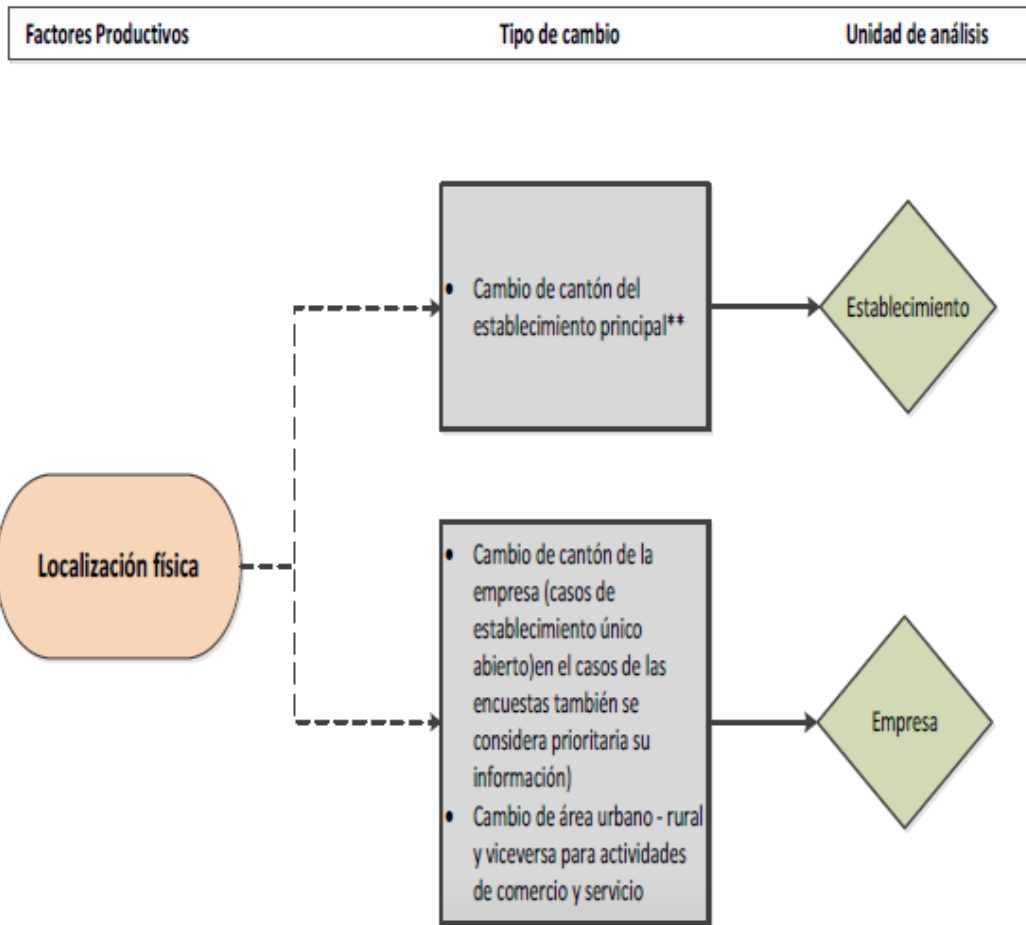 Factores Productivos Tipo de cambio Unidad de análisis
• Cambio de cantón del
establecimiento principal**
Establecimiento
Localización física
• Cambio de cantón de la
empresa (casos de
establecimiento único
abierto)en el casos de las
encuestas también se
considera prioritaria su
información)
• Cambio de área urbano - rural
y viceversa para actividades
de comercio y servicio
Empresa